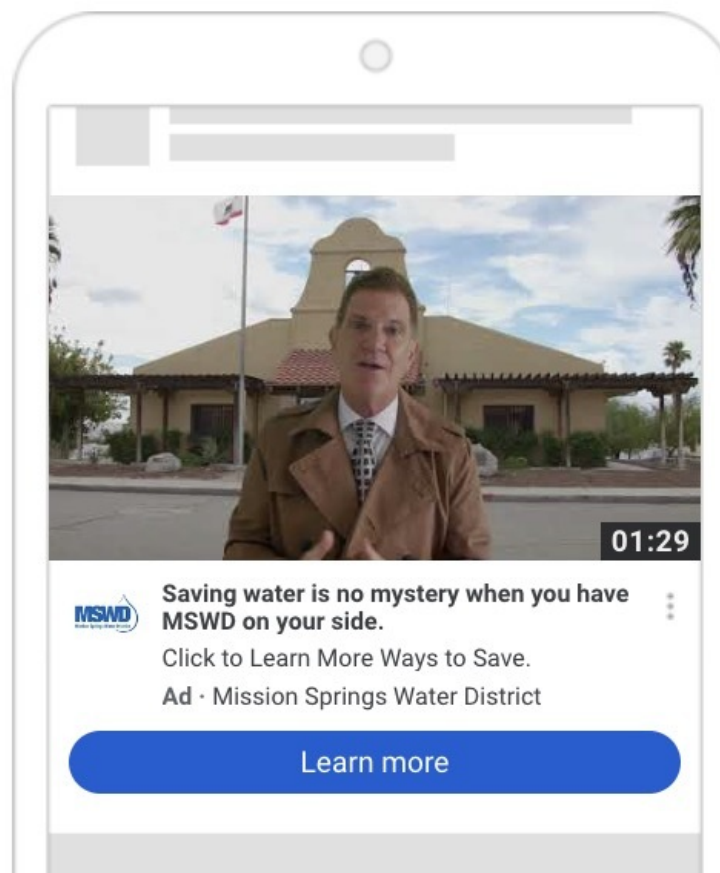 01:29
MSWD
Saving water is no mystery when you have
MSWD on your side.
Click to Learn More Ways to Save.
Ad · Mission Springs Water District
Learn more